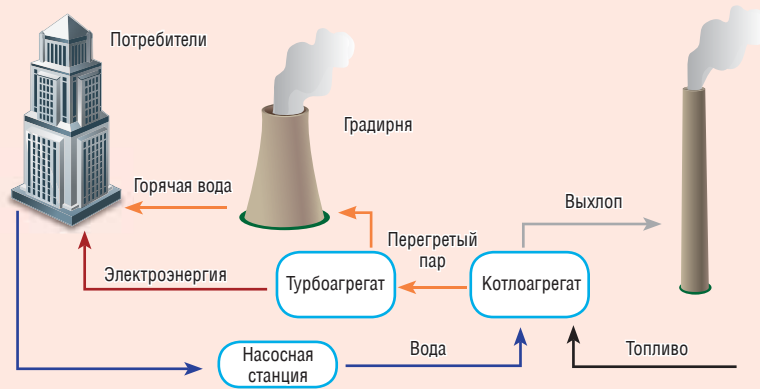 Потребители
Градирня
Горячая вода
Выхлоп
Перегретый
пар
Электроэнергия
Турбоагрегат
Котлоагрегат
Насосная
станция
Вода
Топливо